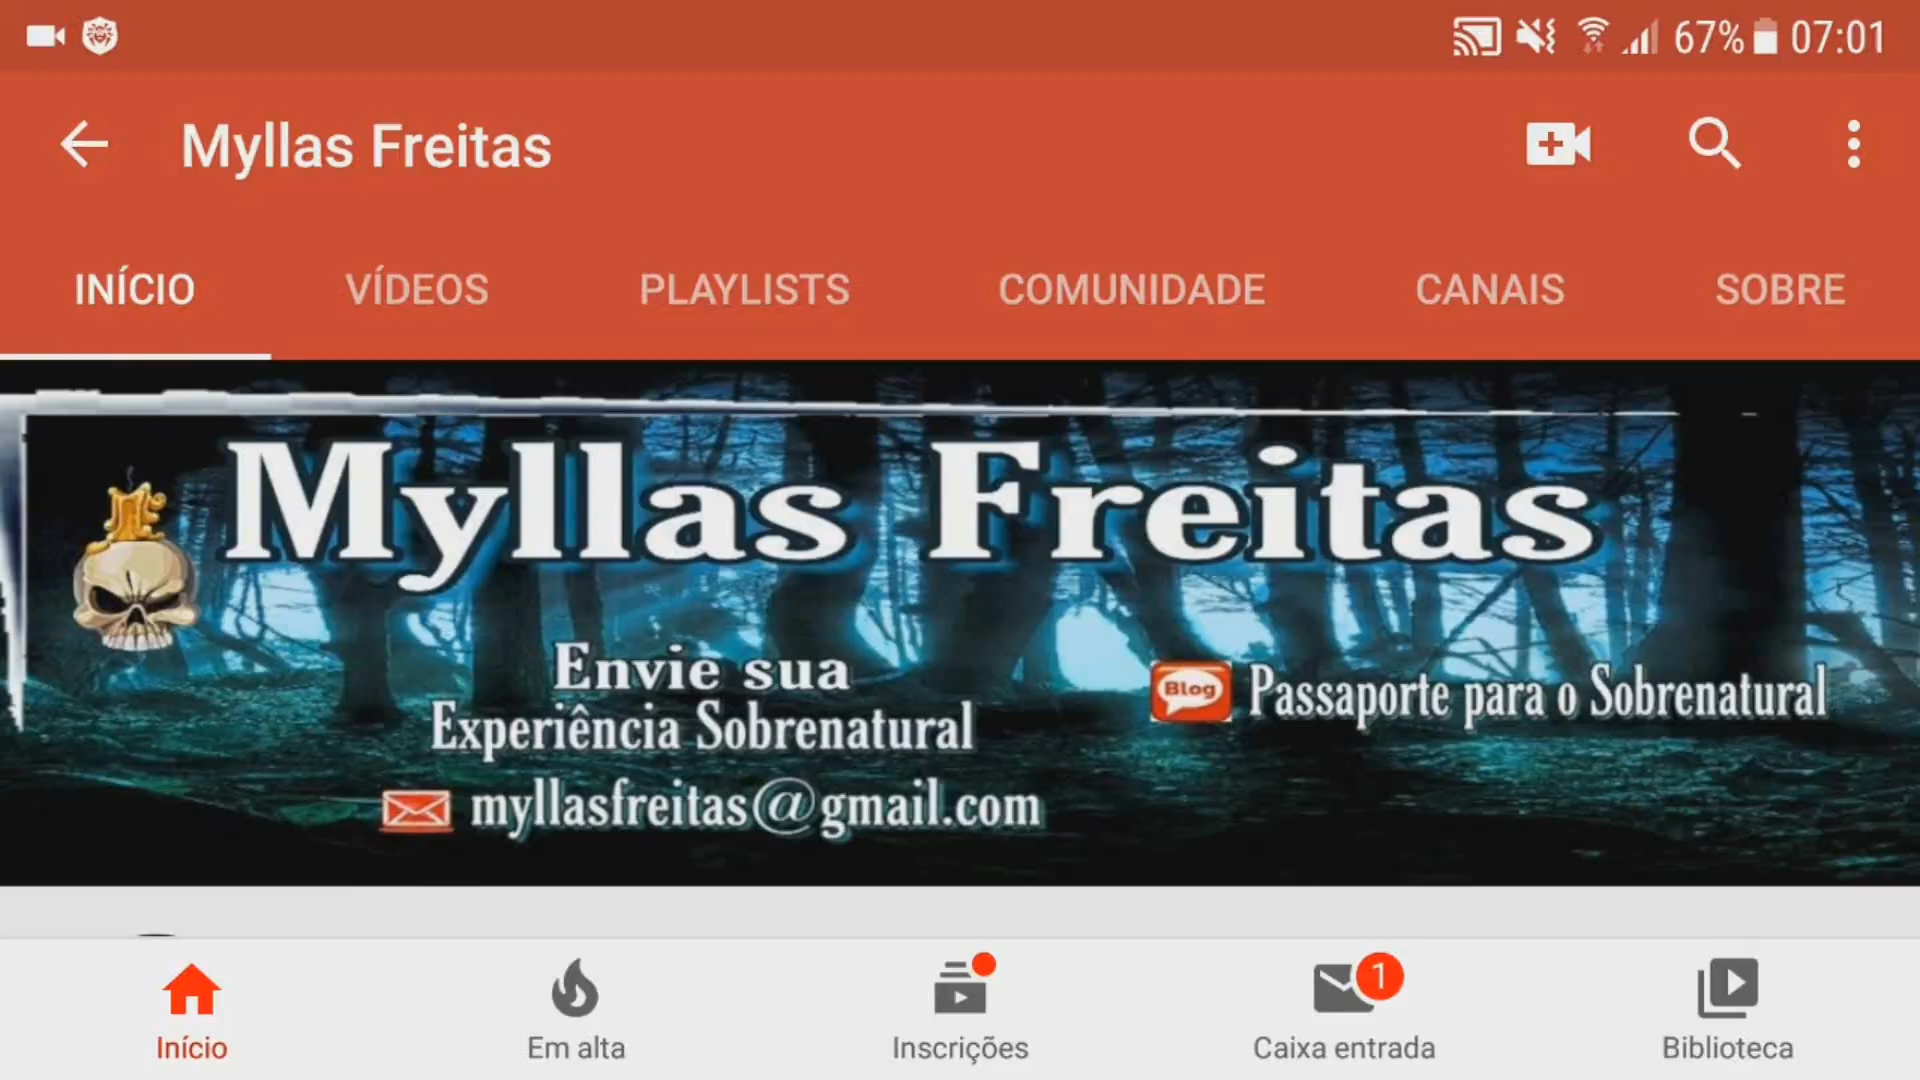 67% 07:01
Myllas Freitas
INÍCIO VÍDEOS PLAYLISTS COMUNIDADE CANAIS SOBRE
Myllas Freitas
Envie sua
Experiência Sobrenatural
myllasfreitas@gmail.com
Blog Passaporte para o Sobrenatural
1
Início Em alta Inscrições Caixa entrada Biblioteca